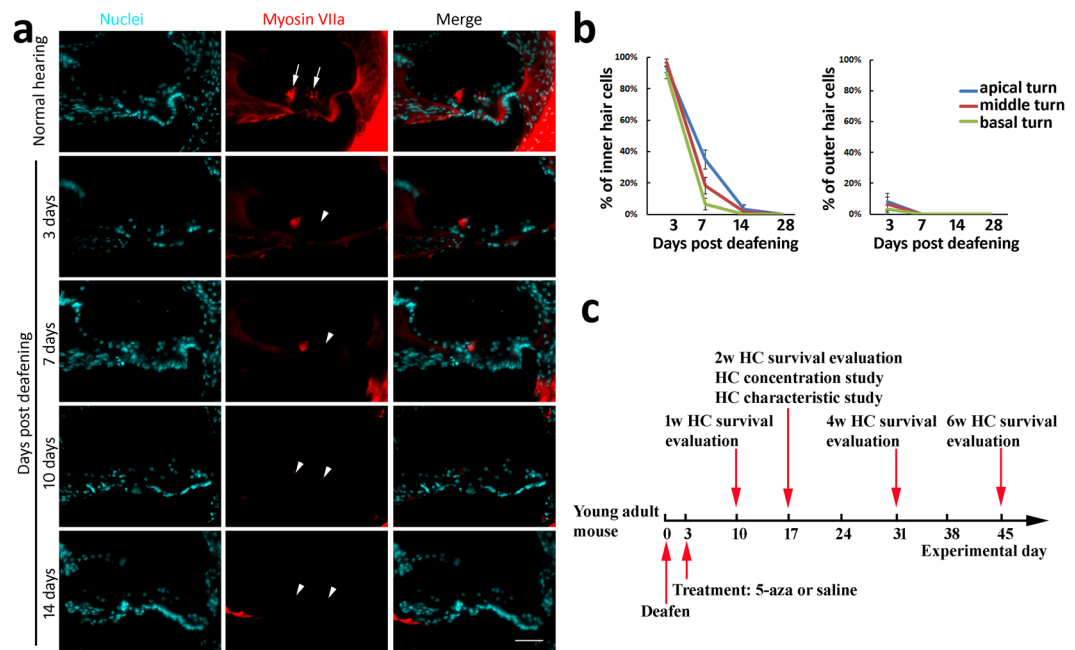 a
Nuclei
Myosin VIIa
Merge
Normal hearing
Days post deafening
3 days
7 days
10 days
14 days
b
% of inner hair cells
100%
80%
60%
40%
20%
0%
3 7 14 28
Days post deafening
% of outer hair cells
100%
80%
60%
40%
20%
0%
3 7 14 28
Days post deafening
apical turn
middle turn
basal turn
c
2w HC survival evaluation
HC concentration study
HC characteristic study
1w HC survival
evaluation
4w HC survival
evaluation
6w HC survival
evaluation
Young adult
mouse
0 3 10 17 24 31 38 45
Experimental day
Treatment: 5-aza or saline
Deafen